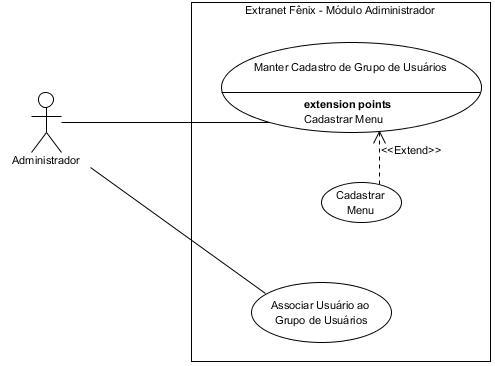 Extranet Fênix - Módulo Adiministrador
Manter Cadastro de Grupo de Usuários
extension points
Cadastrar Menu
<<Extend>>
Administrador
Cadastrar
Menu
Associar Usuário ao
Grupo de Usuários